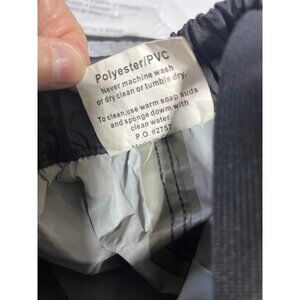 Polyester/PVC
Never machine wash
or dry clean or tumble dry.
To clean,use warm soap suds
and sponge down with
clean water.
P.O. #2757